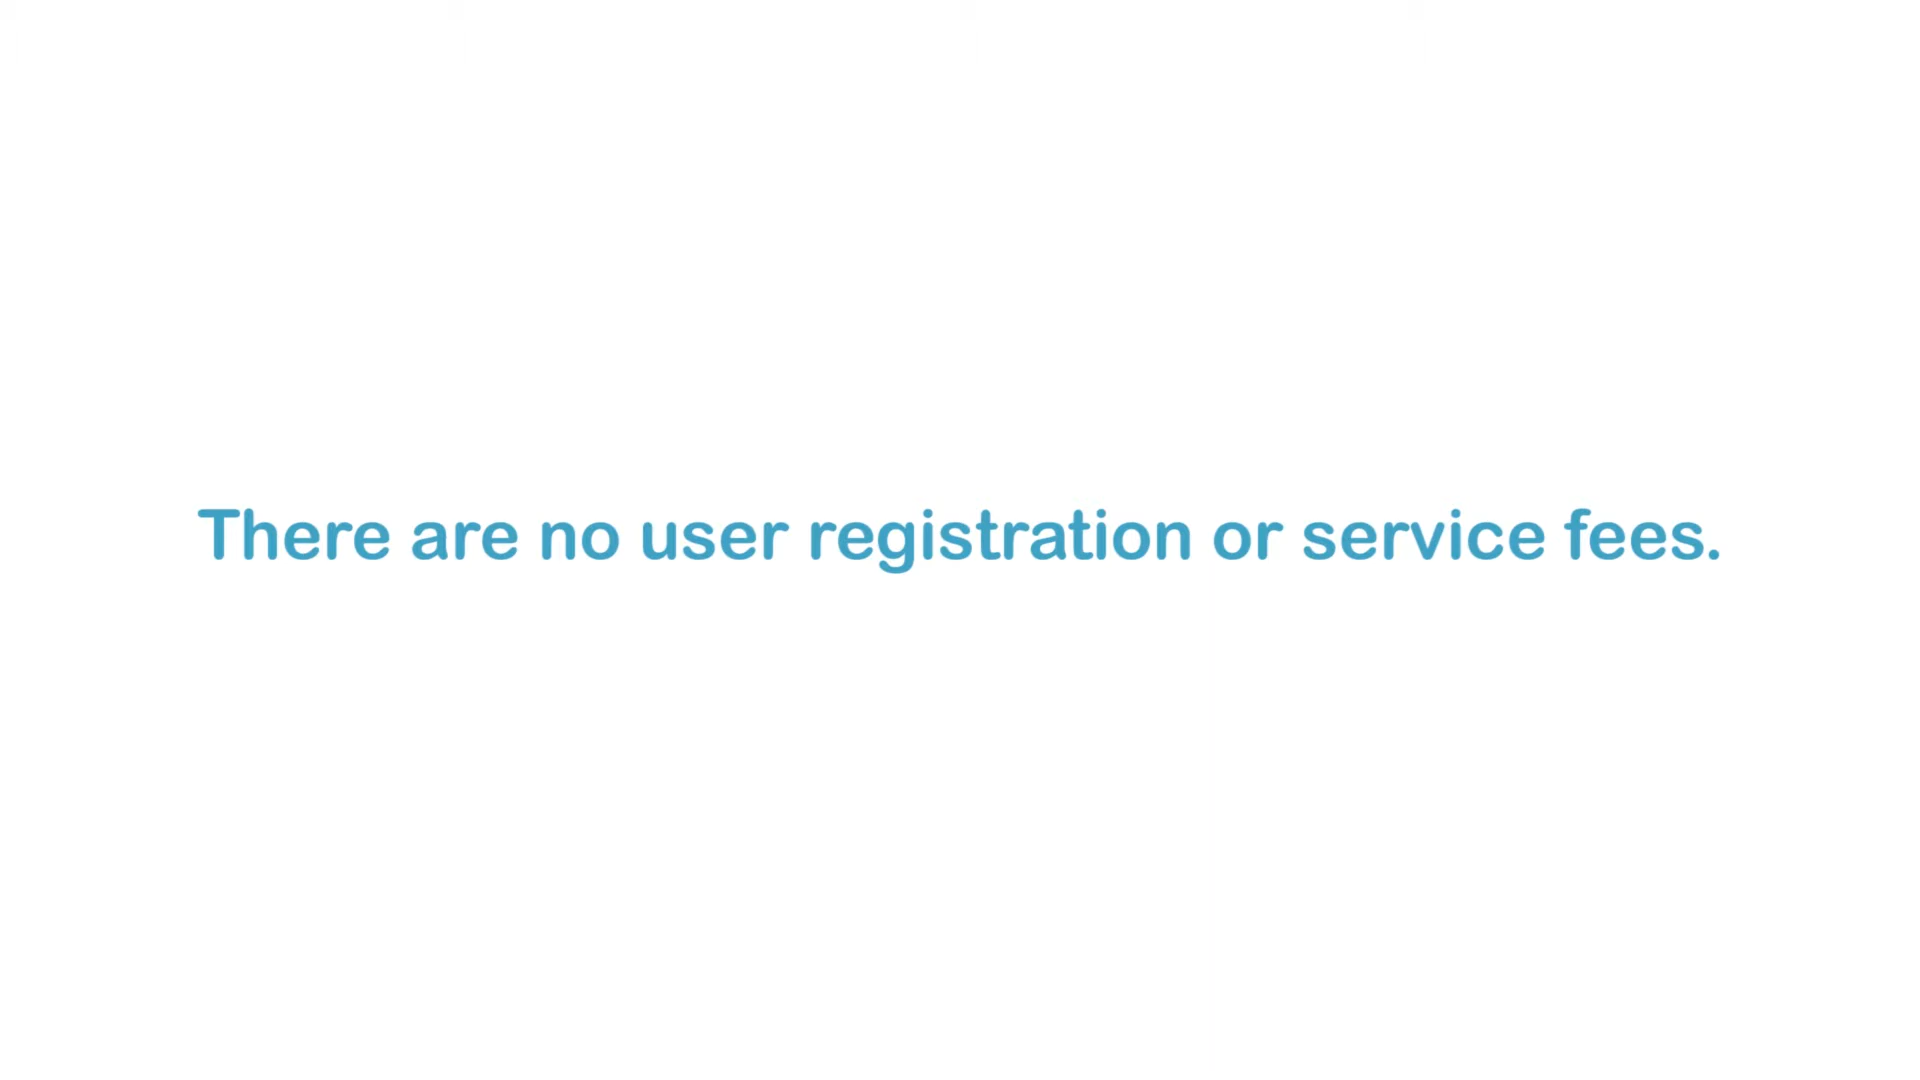 There are no user registration or service fees.